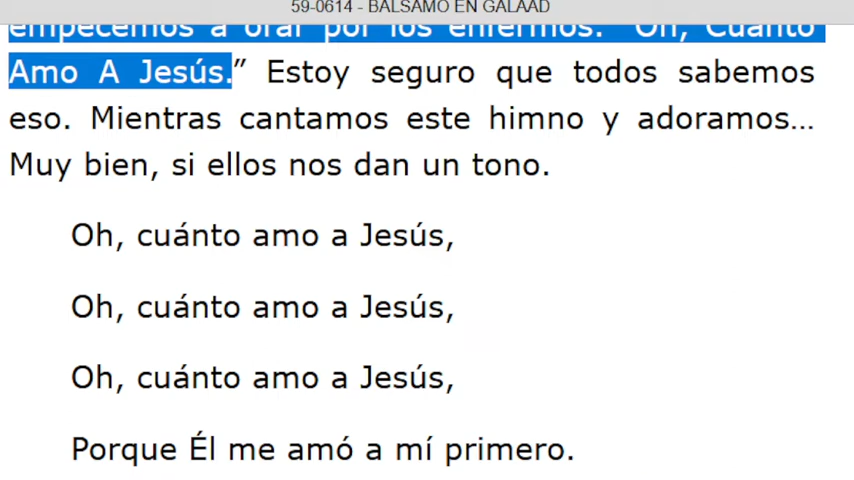 59-0614 - BALSAMO EN GALAAD
empecemos a orar por los enfermos. “Oh, Cuánto
Amo A Jesús.” Estoy seguro que todos sabemos
eso. Mientras cantamos este himno y adoramos...
Muy bien, si ellos nos dan un tono.
Oh, cuánto amo a Jesús,
Oh, cuánto amo a Jesús,
Oh, cuánto amo a Jesús,
Porque Él me amó a mí primero.